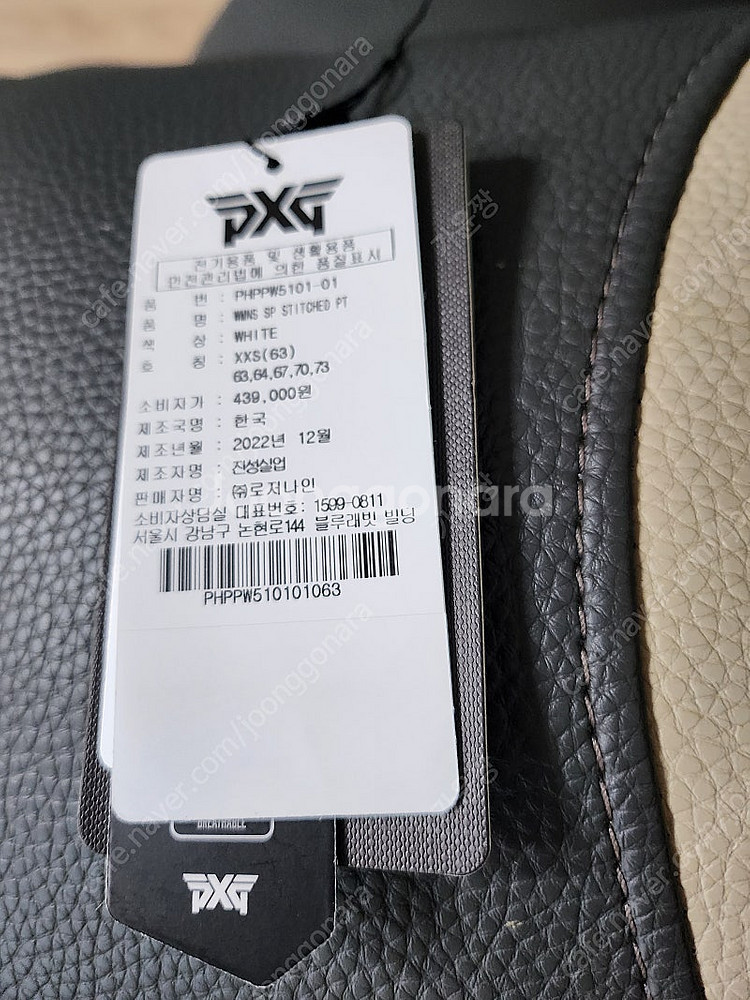 PXG
전기용품 및 생활용품
안전관리법에 의한 품질표시
품 번 : PHPPW5101-01
품 명 : WMNS SP STITCHED PT
색 상 : WHITE
호 칭 : XXS(63)
63,64,67,70,73
소비자가 : 439,000원
제조국명 : 한국
제조년월 : 2022년 12월
제조자명 : 진성실업
판매자명 : ㈜로저나인
소비자상담실 대표번호: 1599-0811
서울시 강남구 논현로144 블루래빗 빌딩
PHPPW510101063
BREATHABLE
PXG
joonggonara
cafe.naver.com/joonggonara